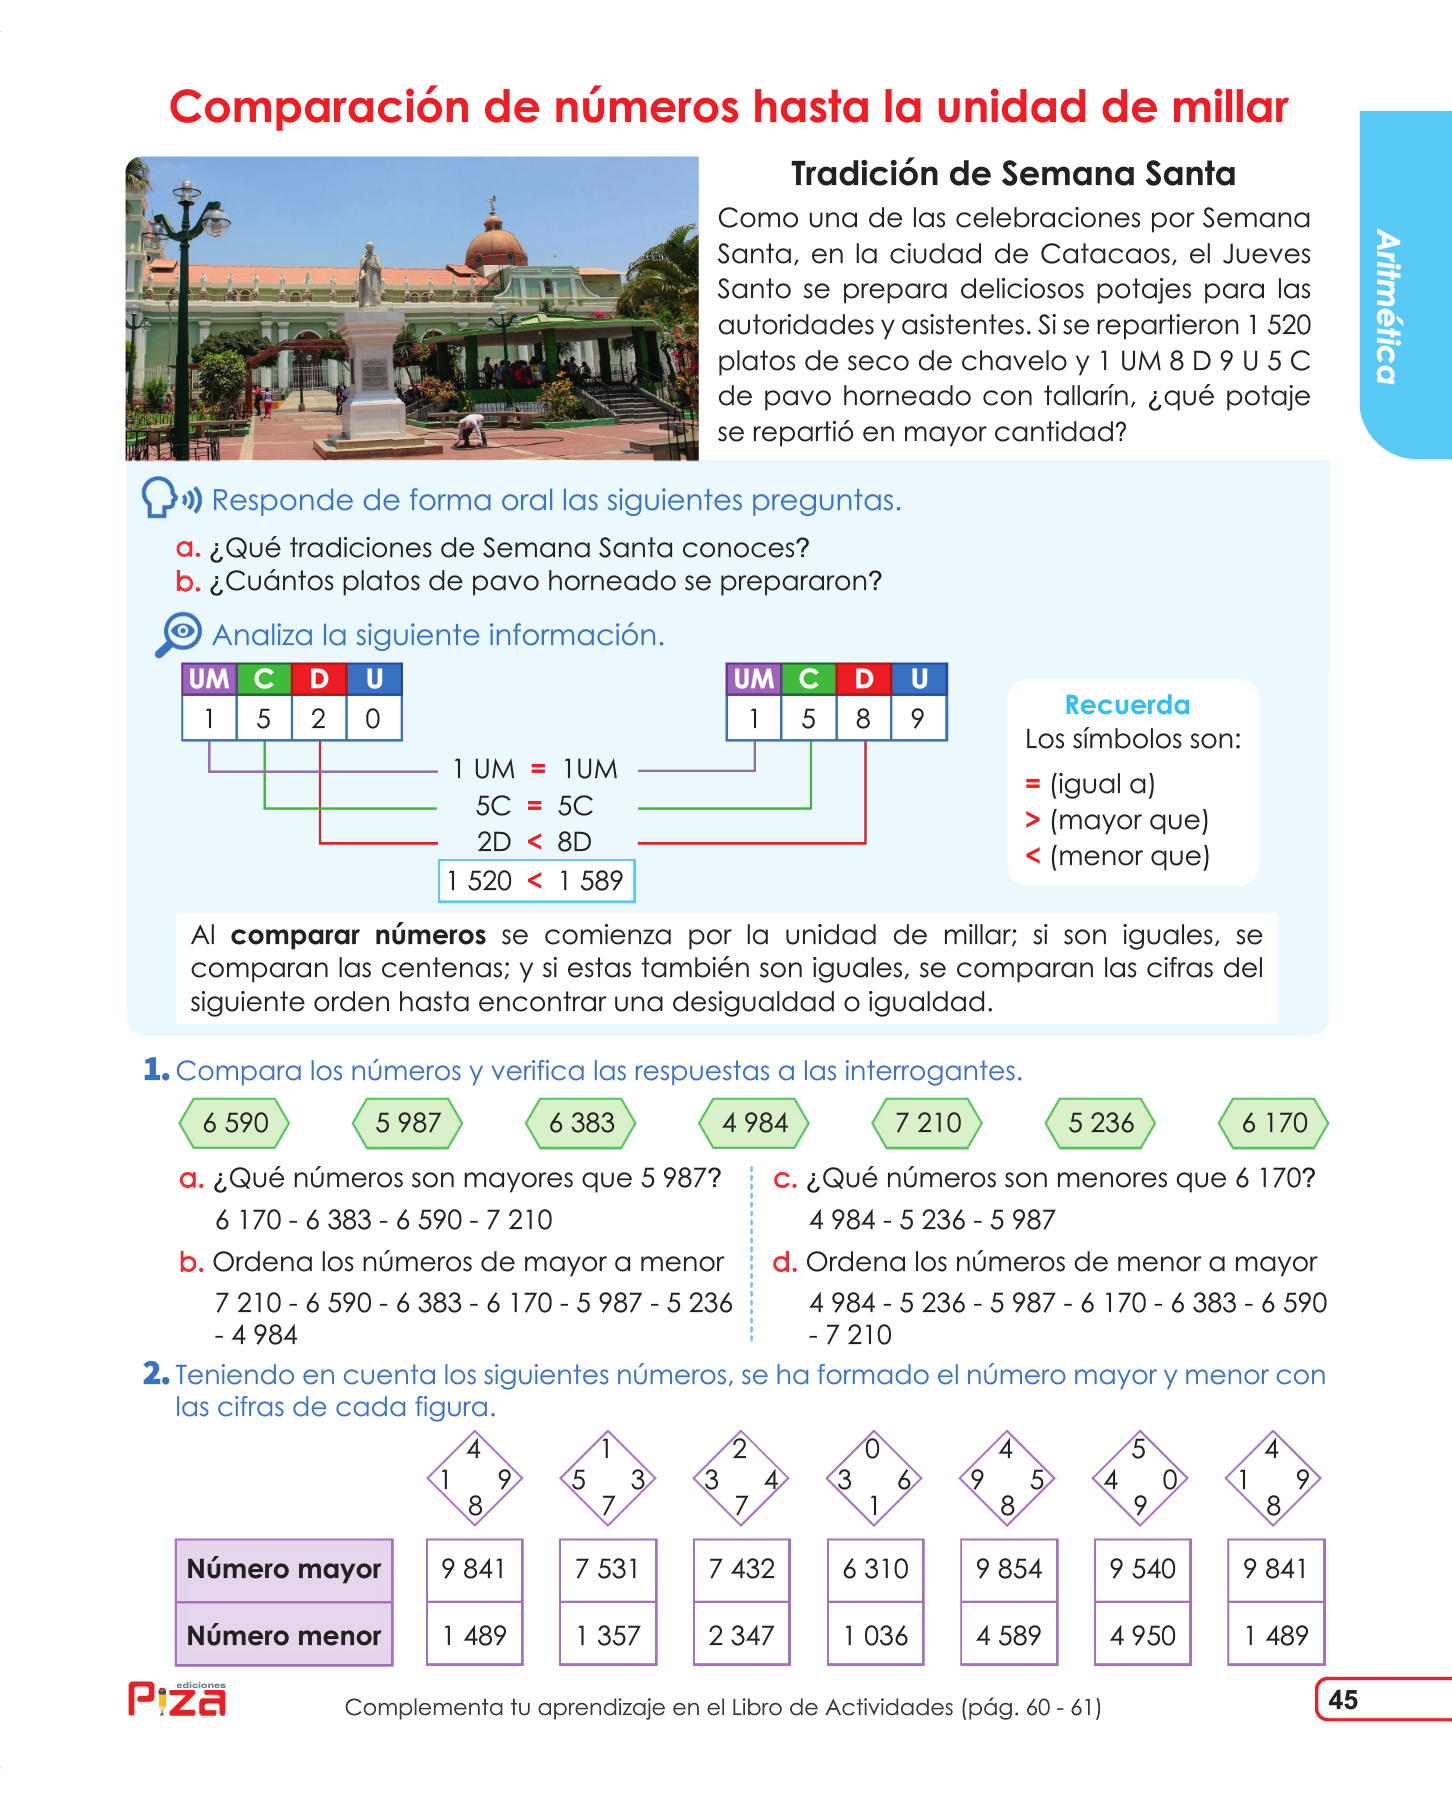 Comparación de números hasta la unidad de millar
Aritmética
Tradición de Semana Santa
Como una de las celebraciones por Semana
Santa, en la ciudad de Catacaos, el Jueves
Santo se prepara deliciosos potajes para las
autoridades y asistentes. Si se repartieron 1 520
platos de seco de chavelo y 1 UM 8 D 9 U 5 C
de pavo horneado con tallarín, ¿qué potaje
se repartió en mayor cantidad?
Responde de forma oral las siguientes preguntas.
a. ¿Qué tradiciones de Semana Santa conoces?
b. ¿Cuántos platos de pavo horneado se prepararon?
Analiza la siguiente información.
UM C D U
1 5 2 0
UM C D U
1 5 8 9
1 UM = 1UM
5C = 5C
2D < 8D
1 520 < 1 589
Recuerda
Los símbolos son:
= (igual a)
> (mayor que)
< (menor que)
Al comparar números se comienza por la unidad de millar; si son iguales, se
comparan las centenas; y si estas también son iguales, se comparan las cifras del
siguiente orden hasta encontrar una desigualdad o igualdad.
1. Compara los números y verifica las respuestas a las interrogantes.
6 590 5 987 6 383 4 984 7 210 5 236 6 170
a. ¿Qué números son mayores que 5 987?
6 170 - 6 383 - 6 590 - 7 210
b. Ordena los números de mayor a menor
7 210 - 6 590 - 6 383 - 6 170 - 5 987 - 5 236
- 4 984
c. ¿Qué números son menores que 6 170?
4 984 - 5 236 - 5 987
d. Ordena los números de menor a mayor
4 984 - 5 236 - 5 987 - 6 170 - 6 383 - 6 590
- 7 210
2. Teniendo en cuenta los siguientes números, se ha formado el número mayor y menor con
las cifras de cada figura.
4 1 2 0 4 5 4
1 9 5 3 3 4 3 6 9 5 4 0 1 9
8 7 7 1 8 9 8
Número mayor 9 841 7 531 7 432 6 310 9 854 9 540 9 841
Número menor 1 489 1 357 2 347 1 036 4 589 4 950 1 489
ediciones
Piza
Complementa tu aprendizaje en el Libro de Actividades (pág. 60 - 61)
45